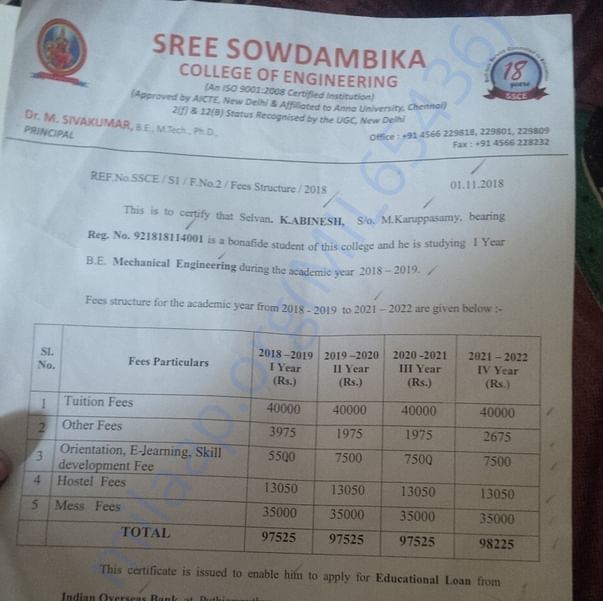 SREE SOWDAMBIKA
COLLEGE OF ENGINEERING
(An ISO 9001:2008 Certified Institution)
(Approved by AICTE, New Delhi & Affiliated to Anna University, Chennai)
2(f) & 12(B) Status Recognised by the UGC, New Delhi
18
years
SSCE
Dr. M. SIVAKUMAR, B.E., M.Tech., Ph.D.,
PRINCIPAL
Office : +91 4566 229818, 229801, 229809
Fax : +91 4566 228232
REF.No.SSCE / S1 / F.No.2 / Fees Structure / 2018
01.11.2018
This is to certify that Selvan. K.ABINESH, S/o. M.Karuppasamy, bearing
Reg. No. 921818114001 is a bonafide student of this college and he is studying I Year
B.E. Mechanical Engineering during the academic year 2018 – 2019.
Fees structure for the academic year from 2018 - 2019 to 2021 – 2022 are given below :-
Sl. No. Fees Particulars 2018 –2019 I Year (Rs.) 2019 –2020 II Year (Rs.) 2020 -2021 III Year (Rs.) 2021 – 2022 IV Year (Rs.)
1 Tuition Fees 40000 40000 40000 40000
2 Other Fees 3975 1975 1975 2675
3 Orientation, E-learning, Skill development Fee 5500 7500 7500 7500
4 Hostel Fees 13050 13050 13050 13050
5 Mess Fees 35000 35000 35000 35000
TOTAL 97525 97525 97525 98225
This certificate is issued to enable him to apply for Educational Loan from
Indian Overseas Bank at
milaap.org(MIL65436)